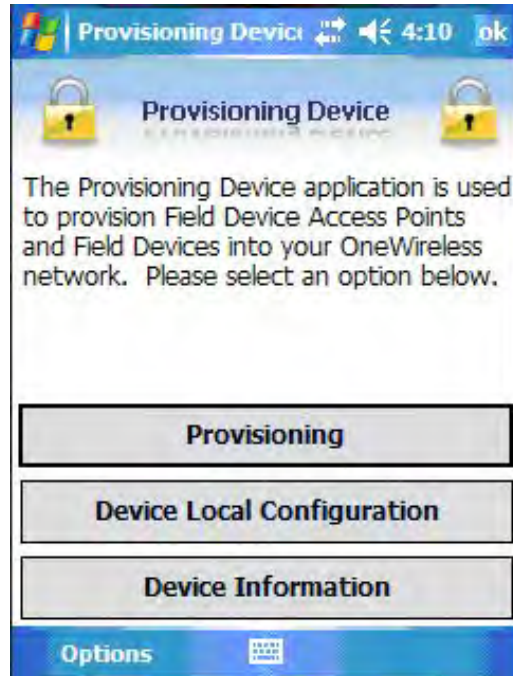 Provisioning Devic 4:10 ok
Provisioning Device
The Provisioning Device application is used
to provision Field Device Access Points
and Field Devices into your OneWireless
network. Please select an option below.
Provisioning
Device Local Configuration
Device Information
Options